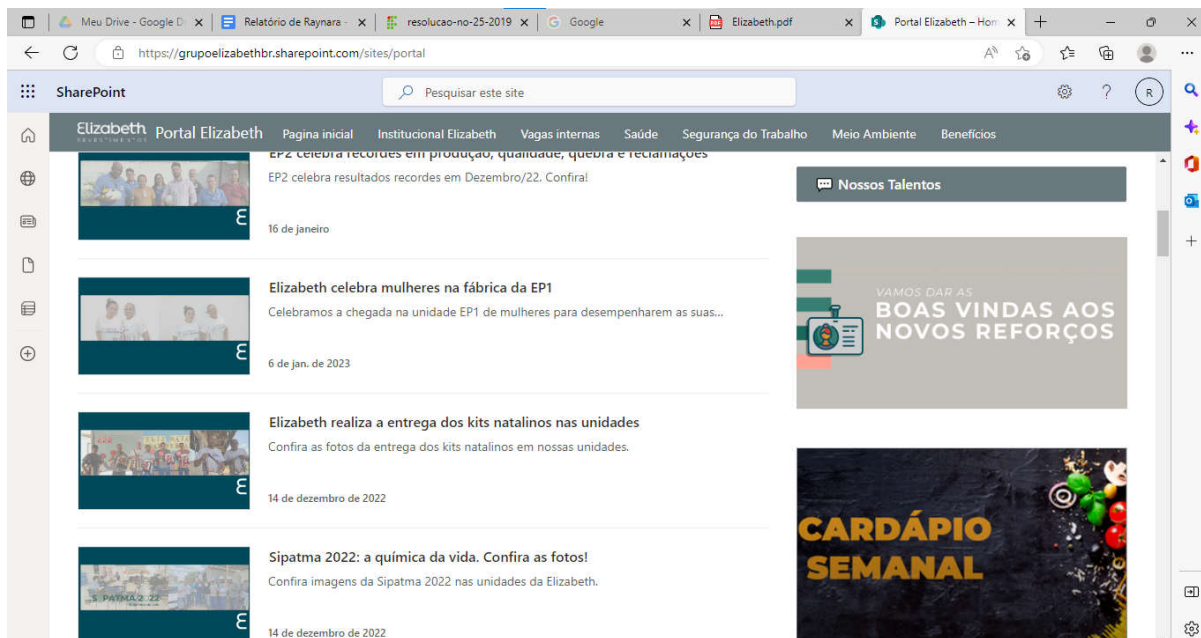 Meu Drive - Google D
Relatório de Raynara -
resolucao-no-25-2019
Google
Elizabeth.pdf
Portal Elizabeth – Hom
https://grupoelizabethbr.sharepoint.com/sites/portal
SharePoint
Pesquisar este site
R
Elizabeth
Portal Elizabeth
Pagina inicial
Institucional Elizabeth
Vagas internas
Saúde
Segurança do Trabalho
Meio Ambiente
Benefícios
EP2 celebra recordes em produção, qualidade, quebra e reclamações
EP2 celebra resultados recordes em Dezembro/22. Confira!
16 de janeiro
Elizabeth celebra mulheres na fábrica da EP1
Celebramos a chegada na unidade EP1 de mulheres para desempenharem as suas...
6 de jan. de 2023
Elizabeth realiza a entrega dos kits natalinos nas unidades
Confira as fotos da entrega dos kits natalinos em nossas unidades.
14 de dezembro de 2022
Sipatma 2022: a química da vida. Confira as fotos!
Confira imagens da Sipatma 2022 nas unidades da Elizabeth.
14 de dezembro de 2022
Nossos Talentos
VAMOS DAR AS
BOAS VINDAS AOS
NOVOS REFORÇOS
CARDÁPIO
SEMANAL